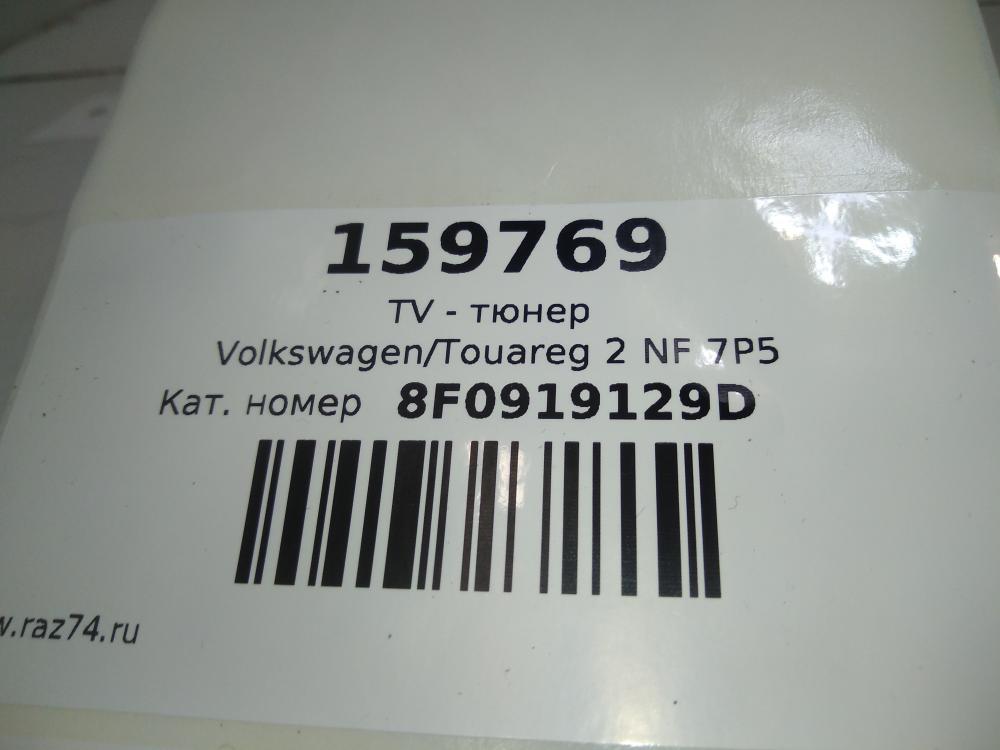 159769
TV - тюнер
Volkswagen/Touareg 2 NF 7P5
Кат. номер 8F0919129D
w.raz74.ru